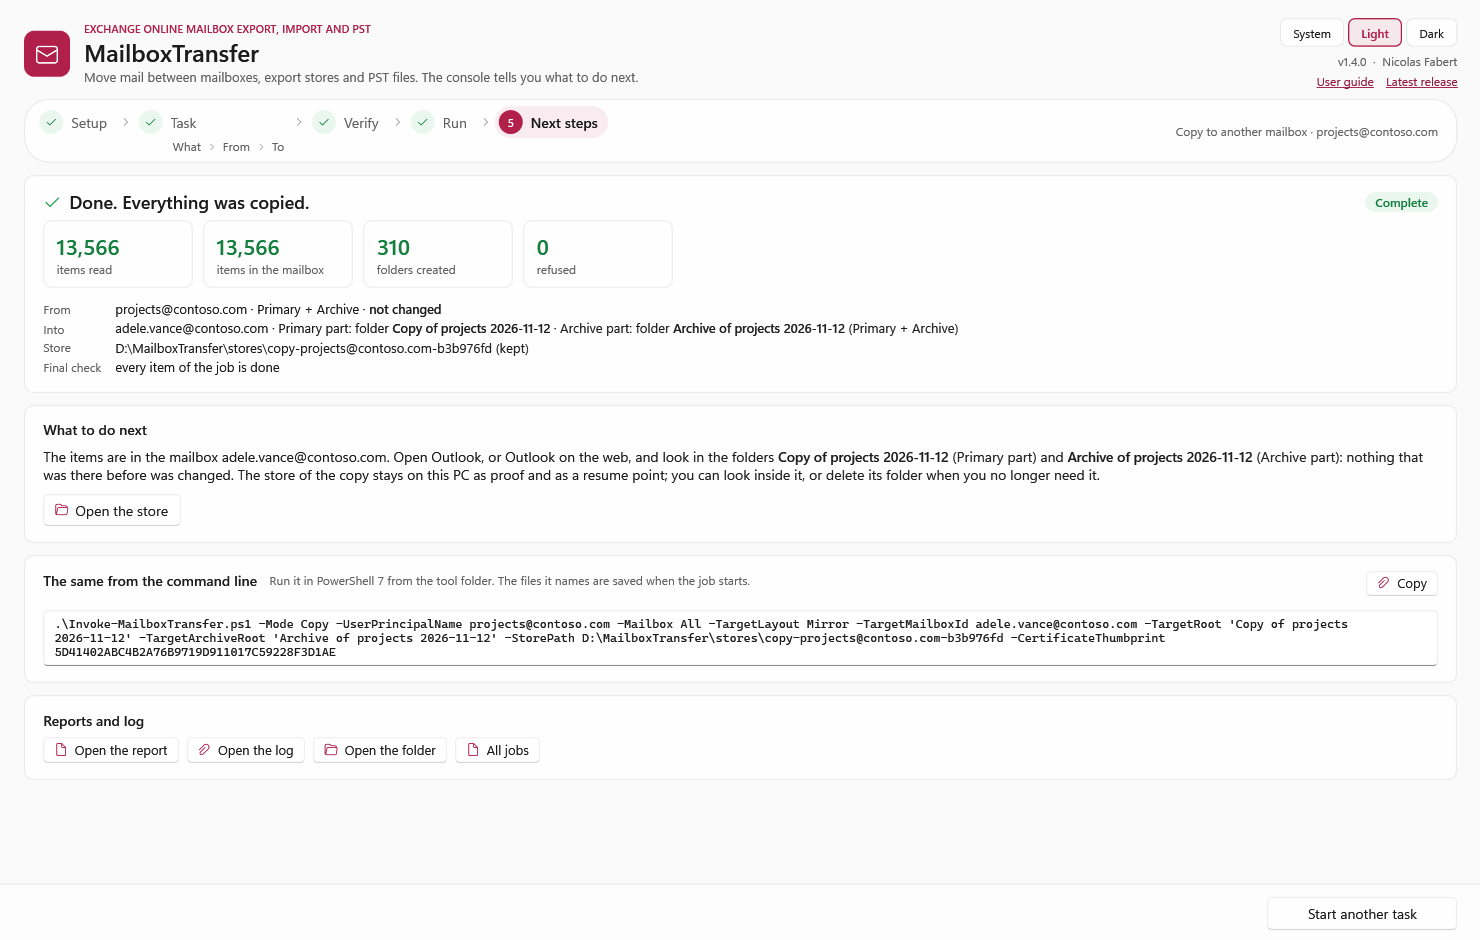 EXCHANGE ONLINE MAILBOX EXPORT, IMPORT AND PST
MailboxTransfer
Move mail between mailboxes, export stores and PST files. The console tells you what to do next.
System
Light
Dark
v1.4.0 · Nicolas Fabert
User guide
Latest release
Setup
Task
Verify
Run
5
Next steps
What
From
To
Copy to another mailbox · projects@contoso.com
Done. Everything was copied.
Complete
13,566
items read
13,566
items in the mailbox
310
folders created
0
refused
From projects@contoso.com · Primary + Archive · not changed
Into adele.vance@contoso.com · Primary part: folder Copy of projects 2026-11-12 · Archive part: folder Archive of projects 2026-11-12 (Primary + Archive)
Store D:\MailboxTransfer\stores\copy-projects@contoso.com-b3b976fd (kept)
Final check every item of the job is done
What to do next
The items are in the mailbox adele.vance@contoso.com. Open Outlook, or Outlook on the web, and look in the folders Copy of projects 2026-11-12 (Primary part) and Archive of projects 2026-11-12 (Archive part): nothing that
was there before was changed. The store of the copy stays on this PC as proof and as a resume point; you can look inside it, or delete its folder when you no longer need it.
Open the store
The same from the command line Run it in PowerShell 7 from the tool folder. The files it names are saved when the job starts.
Copy
.\Invoke-MailboxTransfer.ps1 -Mode Copy -UserPrincipalName projects@contoso.com -Mailbox All -TargetLayout Mirror -TargetMailboxId adele.vance@contoso.com -TargetRoot 'Copy of projects
2026-11-12' -TargetArchiveRoot 'Archive of projects 2026-11-12' -StorePath D:\MailboxTransfer\stores\copy-projects@contoso.com-b3b976fd -CertificateThumbprint
5D41402ABC4B2A76B9719D911017C59228F3D1AE
Reports and log
Open the report
Open the log
Open the folder
All jobs
Start another task